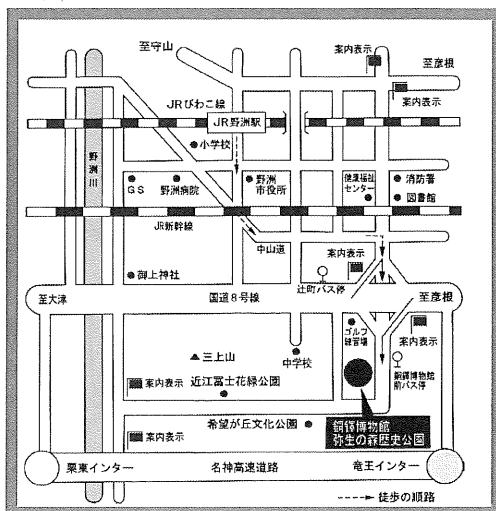 至守山
案内表示
至彦根
案内表示
JRびわこ線
JR野洲駅
小学校
野洲川
GS
野洲病院
野洲
市役所
健康福祉
センター
消防署
図書館
JR新幹線
中山道
案内表示
辻町バス停
御上神社
至大津
国道8号線
至彦根
ゴルフ
練習場
案内表示
三上山
中学校
銅鐸博物館
前バス停
案内表示
近江富士花緑公園
希望が丘文化公園
銅鐸博物館
弥生の森歴史公園
案内表示
栗東インター
名神高速道路
竜王インター
徒歩の順路